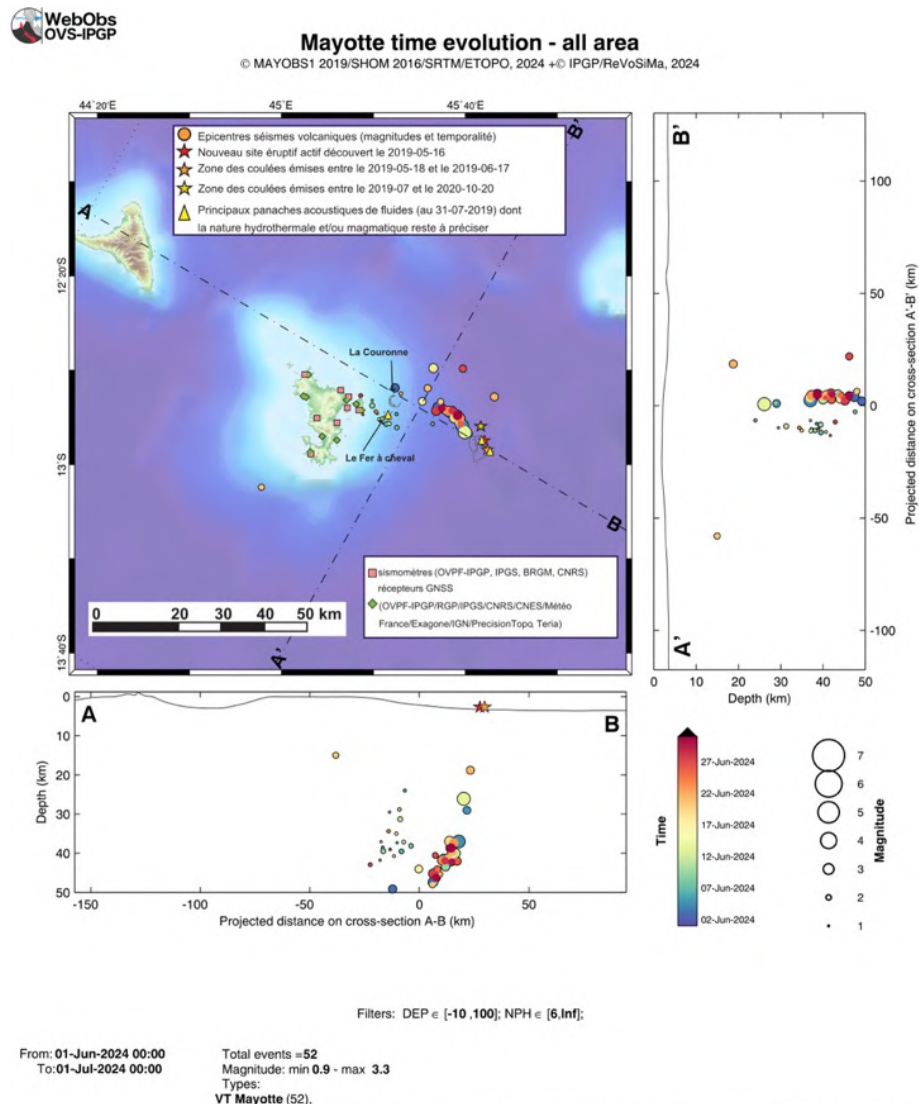 WebObs
OVS-IPGP
Mayotte time evolution - all area
© MAYOBS1 2019/SHOM 2016/SRTM/ETOPO, 2024 +© IPGP/ReVoSiMa, 2024
44˚20'E
45˚E
45˚40'E
12˚20'S
13˚S
13˚40'S
Epicentres séismes volcaniques (magnitudes et temporalité)
Nouveau site éruptif actif découvert le 2019-05-16
Zone des coulées émises entre le 2019-05-18 et le 2019-06-17
Zone des coulées émises entre le 2019-07 et le 2020-10-20
Principaux panaches acoustiques de fluides (au 31-07-2019) dont
la nature hydrothermale et/ou magmatique reste à préciser
A
B'
La Couronne
Le Fer à cheval
B
A'
sismomètres (OVPF-IPGP, IPGS, BRGM, CNRS)
récepteurs GNSS
(OVPF-IPGP/RGP/IPGS/CNRS/CNES/Météo
France/Exagone/IGN/PrecisionTopo, Teria)
0 20 30 40 50 km
B'
A'
100
50
0
-50
-100
Projected distance on cross-section A'-B' (km)
0 10 20 30 40 50
Depth (km)
A
B
0
10
20
30
40
50
Depth (km)
-150 -100 -50 0 50
Projected distance on cross-section A-B (km)
Time
27-Jun-2024
22-Jun-2024
17-Jun-2024
12-Jun-2024
07-Jun-2024
02-Jun-2024
Magnitude
7
6
5
4
3
2
1
Filters: DEP ∈ [-10 ,100]; NPH ∈ [6,Inf];
From: 01-Jun-2024 00:00
To:01-Jul-2024 00:00
Total events =52
Magnitude: min 0.9 - max 3.3
Types:
VT Mayotte (52),